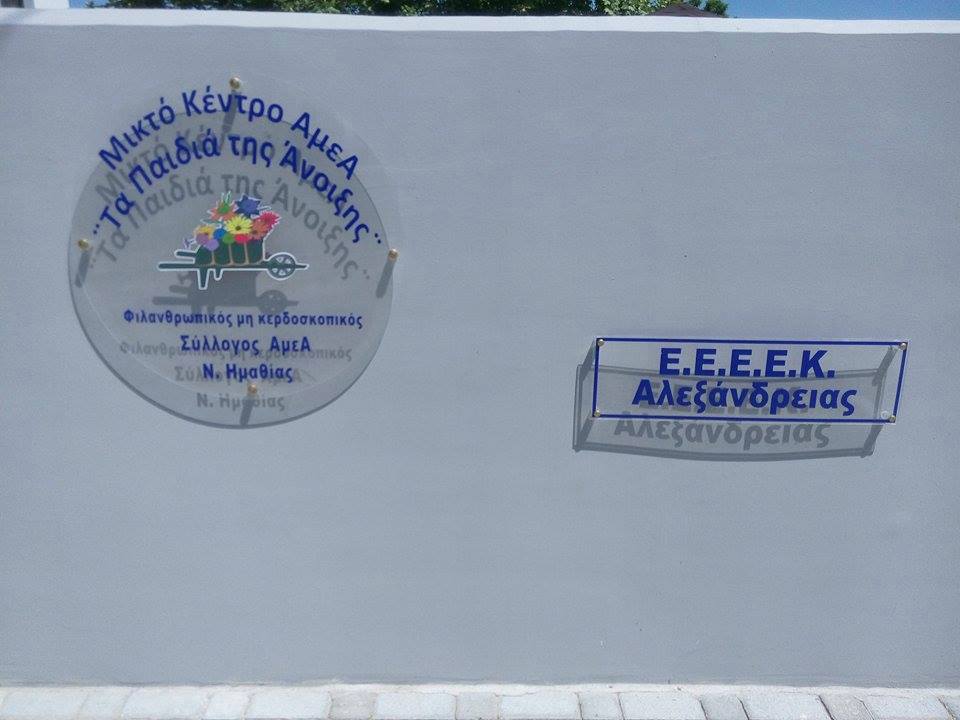 Μικτό Κέντρο ΑμεΑ
¨Τα Παιδιά της Άνοιξης¨
Φιλανθρωπικός μη κερδοσκοπικός
Σύλλογος ΑμεΑ
Ν. Ημαθίας
Ε.Ε.Ε.Ε.Κ.
Αλεξάνδρειας